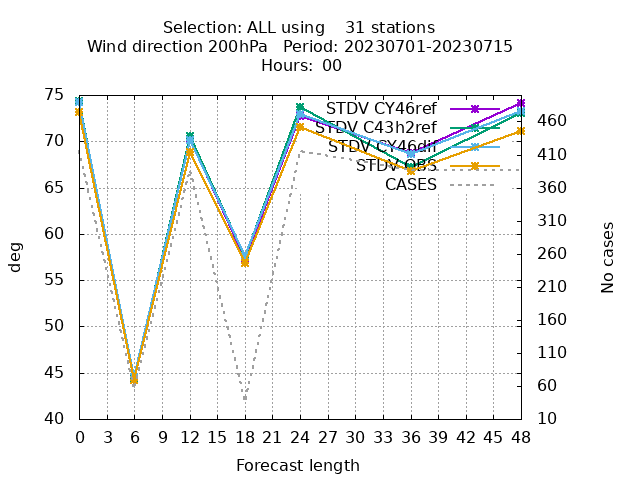 Selection: ALL using    31 stations
Wind direction 200hPa   Period: 20230701-20230715
Hours: 00
STDV CY46ref
STDV C43h2ref
STDV CY46dir
STDV OBS
CASES
75
70
65
60
55
50
45
40
deg
460
410
360
310
260
210
160
110
60
10
No cases
0 3 6 9 12 15 18 21 24 27 30 33 36 39 42 45 48
Forecast length